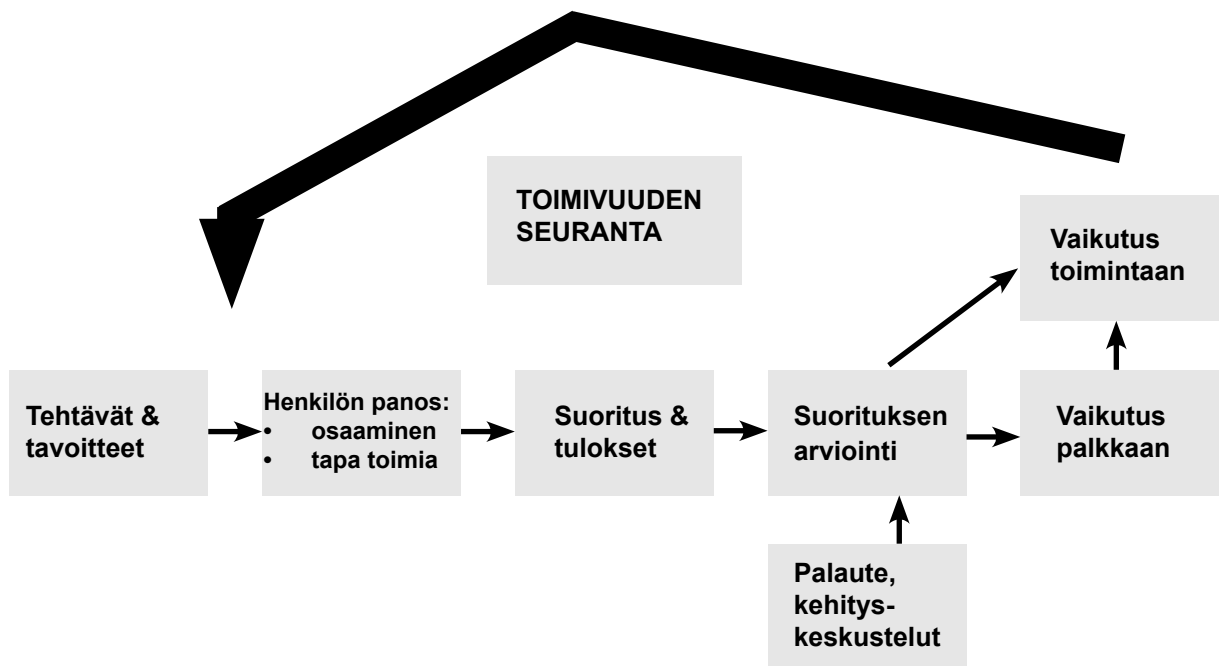 TOIMIVUUDEN
SEURANTA
Vaikutus
toimintaan
Tehtävät &
tavoitteet
Henkilön panos:
• osaaminen
• tapa toimia
Suoritus &
tulokset
Suorituksen
arviointi
Vaikutus
palkkaan
Palaute,
kehitys-
keskustelut